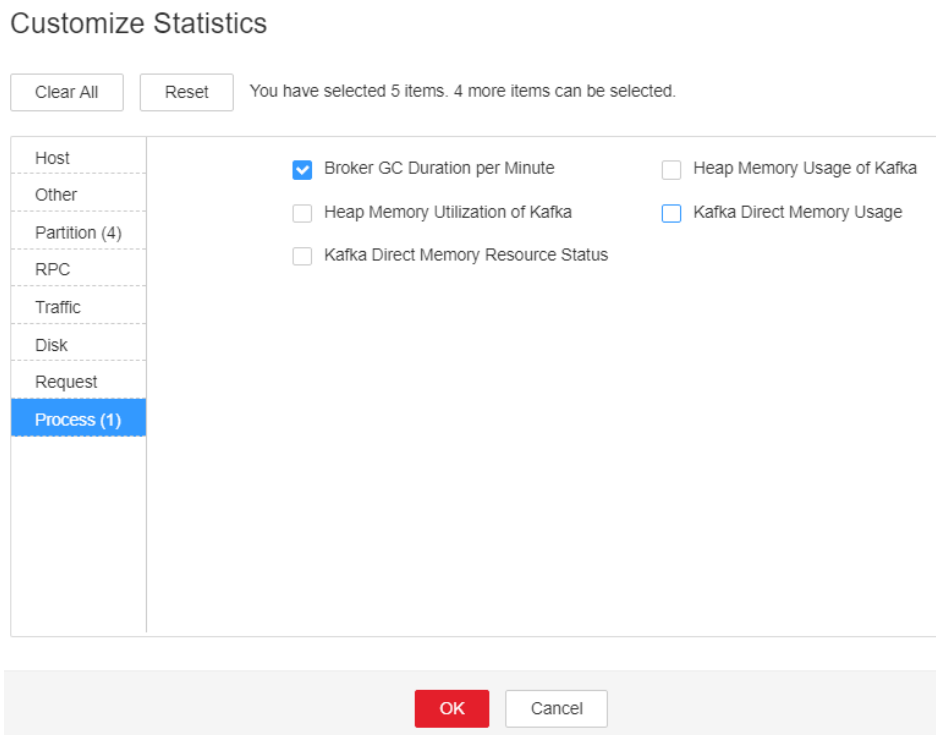 Customize Statistics
Clear All
Reset
You have selected 5 items. 4 more items can be selected.
Host
Other
Partition (4)
RPC
Traffic
Disk
Request
Process (1)
Broker GC Duration per Minute
Heap Memory Usage of Kafka
Heap Memory Utilization of Kafka
Kafka Direct Memory Usage
Kafka Direct Memory Resource Status
OK
Cancel